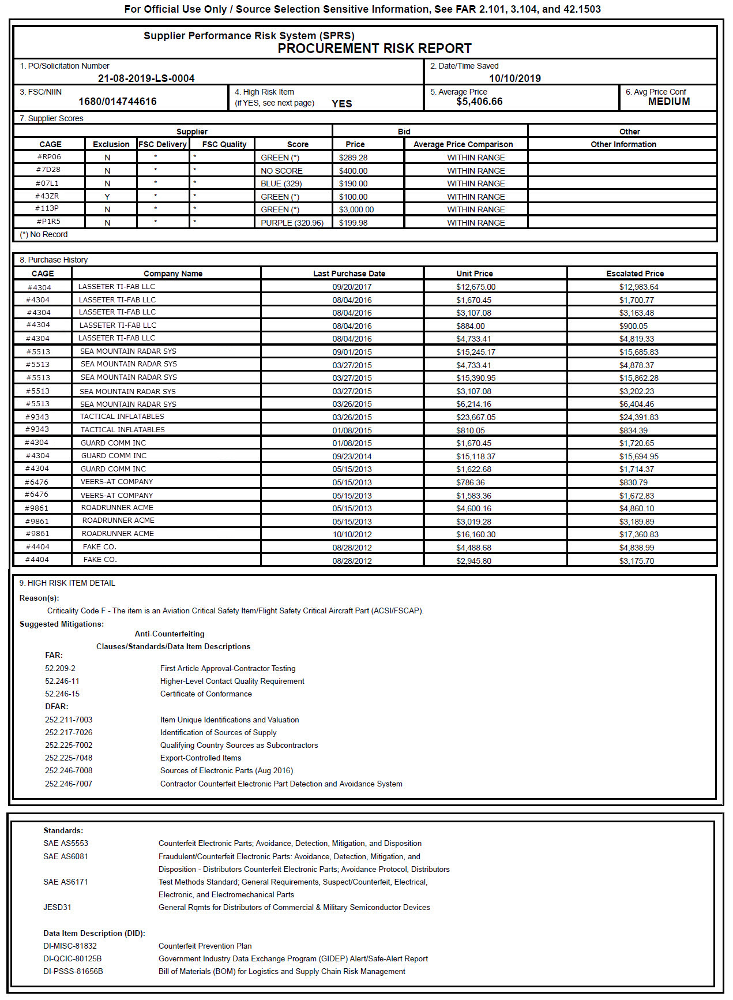 For Official Use Only / Source Selection Sensitive Information, See FAR 2.101, 3.104, and 42.1503
Supplier Performance Risk System (SPRS)
PROCUREMENT RISK REPORT
1. PO/Solicitation Number 2. Date/Time Saved
21-08-2019-LS-0004 10/10/2019
3. FSC/NIIN 4. High Risk Item 5. Average Price 6. Avg Price Conf
1680/014744616 (if YES, see next page) YES $5,406.66 MEDIUM
7. Supplier Scores
Supplier Bid Other
CAGE Exclusion FSC Delivery FSC Quality Score Price Average Price Comparison Other Information
#RP06 N * * GREEN (*) $289.28 WITHIN RANGE
#7D28 N * * NO SCORE $400.00 WITHIN RANGE
#07L1 N * * BLUE (329) $190.00 WITHIN RANGE
#43ZR Y * * GREEN (*) $100.00 WITHIN RANGE
#113P N * * GREEN (*) $3,000.00 WITHIN RANGE
#P1R5 N * * PURPLE (320.96) $199.98 WITHIN RANGE
(*) No Record
8. Purchase History
CAGE Company Name Last Purchase Date Unit Price Escalated Price
#4304 LASSETER TI-FAB LLC 09/20/2017 $12,675.00 $12,983.64
#4304 LASSETER TI-FAB LLC 08/04/2016 $1,670.45 $1,700.77
#4304 LASSETER TI-FAB LLC 08/04/2016 $3,107.08 $3,163.48
#4304 LASSETER TI-FAB LLC 08/04/2016 $884.00 $900.05
#4304 LASSETER TI-FAB LLC 08/04/2016 $4,733.41 $4,819.33
#5513 SEA MOUNTAIN RADAR SYS 09/01/2015 $15,245.17 $15,685.83
#5513 SEA MOUNTAIN RADAR SYS 03/27/2015 $4,733.41 $4,878.37
#5513 SEA MOUNTAIN RADAR SYS 03/27/2015 $15,390.95 $15,862.28
#5513 SEA MOUNTAIN RADAR SYS 03/27/2015 $3,107.08 $3,202.23
#5513 SEA MOUNTAIN RADAR SYS 03/26/2015 $6,214.16 $6,404.46
#9343 TACTICAL INFLATABLES 03/26/2015 $23,667.05 $24,391.83
#9343 TACTICAL INFLATABLES 01/08/2015 $810.05 $834.39
#4304 GUARD COMM INC 01/08/2015 $1,670.45 $1,720.65
#4304 GUARD COMM INC 09/23/2014 $15,118.37 $15,694.95
#4304 GUARD COMM INC 05/15/2013 $1,622.68 $1,714.37
#6476 VEERS-AT COMPANY 05/15/2013 $786.36 $830.79
#6476 VEERS-AT COMPANY 05/15/2013 $1,583.36 $1,672.83
#9861 ROADRUNNER ACME 05/15/2013 $4,600.16 $4,860.10
#9861 ROADRUNNER ACME 05/15/2013 $3,019.28 $3,189.89
#9861 ROADRUNNER ACME 10/10/2012 $16,160.30 $17,360.83
#4404 FAKE CO. 08/28/2012 $4,488.68 $4,838.99
#4404 FAKE CO. 08/28/2012 $2,945.80 $3,175.70
9. HIGH RISK ITEM DETAIL
Reason(s):
Criticality Code F - The item is an Aviation Critical Safety Item/Flight Safety Critical Aircraft Part (ACSI/FSCAP).
Suggested Mitigations:
Anti-Counterfeiting
Clauses/Standards/Data Item Descriptions
FAR:
52.209-2 First Article Approval-Contractor Testing
52.246-11 Higher-Level Contact Quality Requirement
52.246-15 Certificate of Conformance
DFAR:
252.211-7003 Item Unique Identifications and Valuation
252.217-7026 Identification of Sources of Supply
252.225-7002 Qualifying Country Sources as Subcontractors
252.225-7048 Export-Controlled Items
252.246-7008 Sources of Electronic Parts (Aug 2016)
252.246-7007 Contractor Counterfeit Electronic Part Detection and Avoidance System
Standards:
SAE AS5553 Counterfeit Electronic Parts; Avoidance, Detection, Mitigation, and Disposition
SAE AS6081 Fraudulent/Counterfeit Electronic Parts: Avoidance, Detection, Mitigation, and
Disposition - Distributors Counterfeit Electronic Parts; Avoidance Protocol, Distributors
SAE AS6171 Test Methods Standard; General Requirements, Suspect/Counterfeit, Electrical,
Electronic, and Electromechanical Parts
JESD31 General Rqmts for Distributors of Commercial & Military Semiconductor Devices
Data Item Description (DID):
DI-MISC-81832 Counterfeit Prevention Plan
DI-QCIC-80125B Government Industry Data Exchange Program (GIDEP) Alert/Safe-Alert Report
DI-PSSS-81656B Bill of Materials (BOM) for Logistics and Supply Chain Risk Management